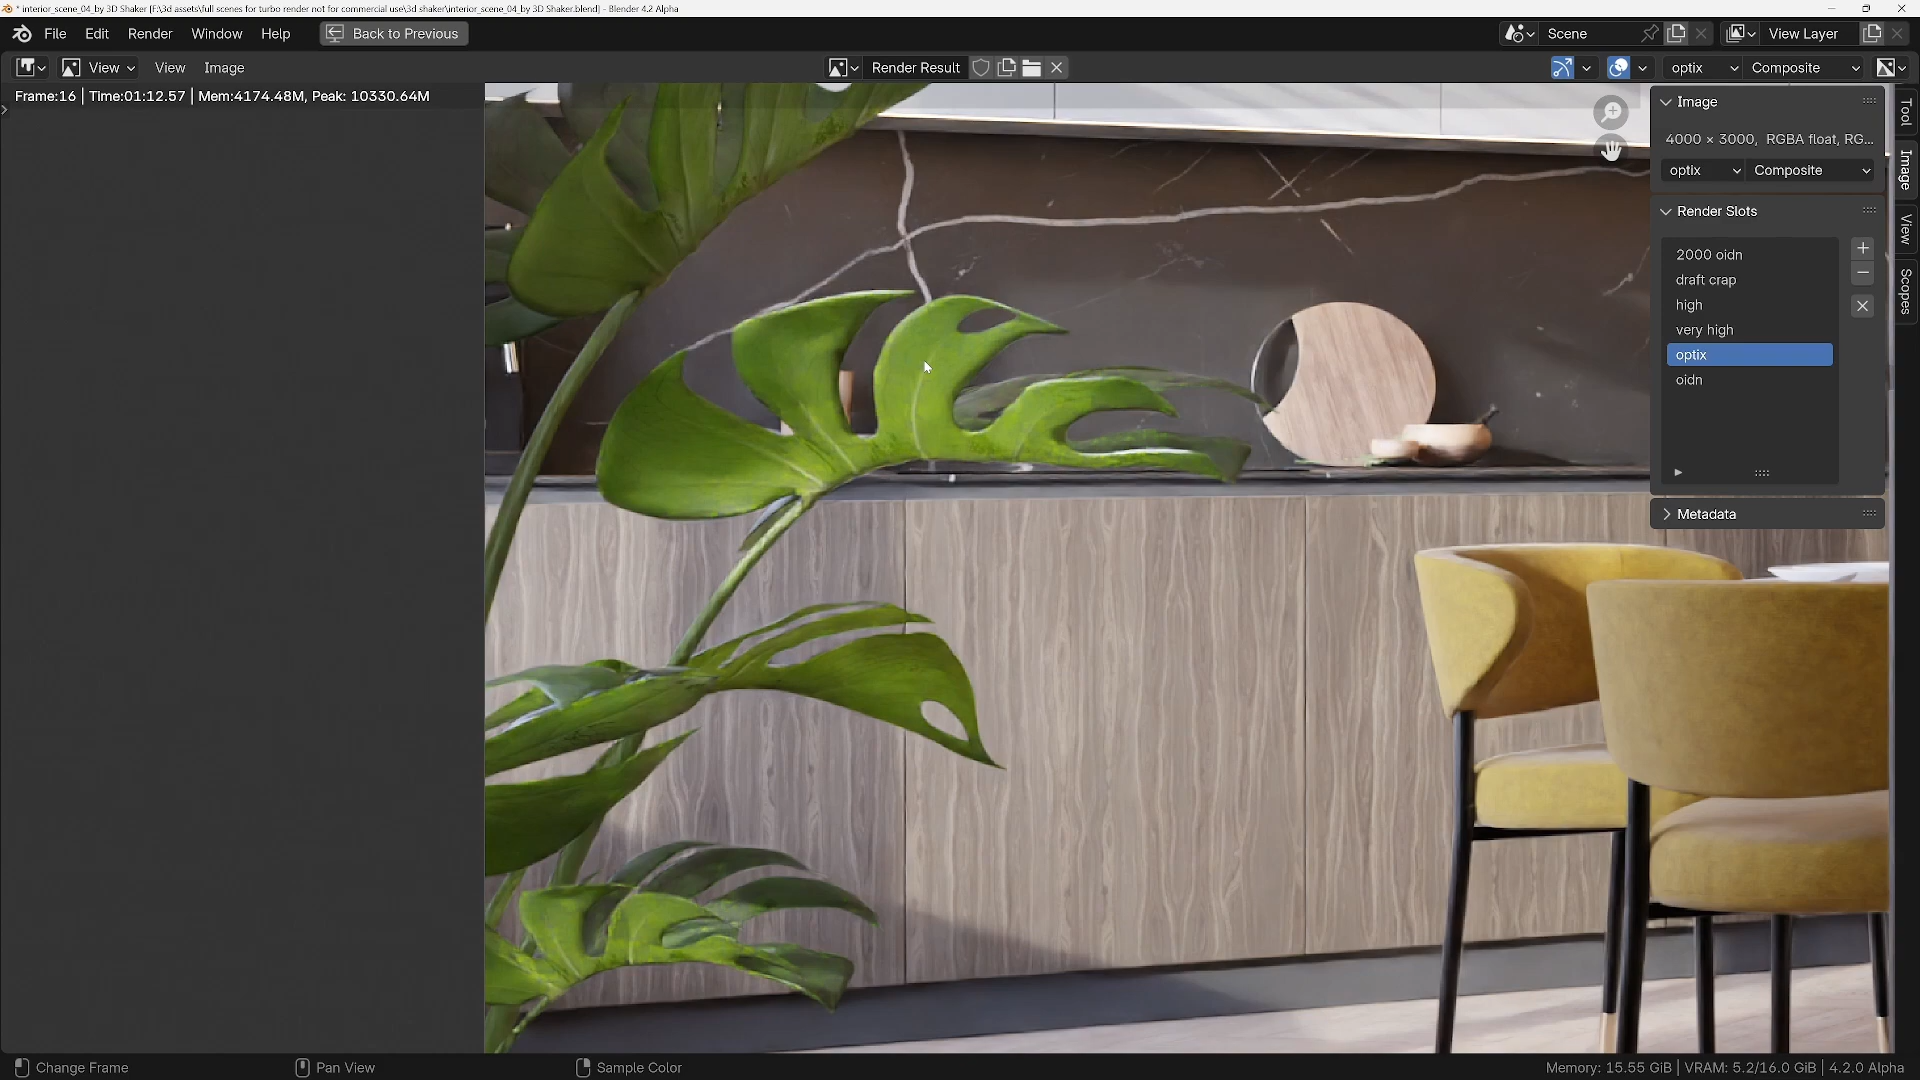 * interior_scene_04_by 3D Shaker [F:\3d assets\full scenes for turbo render not for commercial use\3d shaker\interior_scene_04_by 3D Shaker.blend] - Blender 4.2 Alpha
File Edit Render Window Help Back to Previous Scene View Layer
View View Image Render Result optix Composite
Frame:16 | Time:01:12.57 | Mem:4174.48M, Peak: 10330.64M
Image
4000 × 3000, RGBA float, RG...
optix Composite
Render Slots
2000 oidn
draft crap
high
very high
optix
oidn
Metadata
Tool
Image
View
Scopes
Change Frame Pan View Sample Color Memory: 15.55 GiB | VRAM: 5.2/16.0 GiB | 4.2.0 Alpha